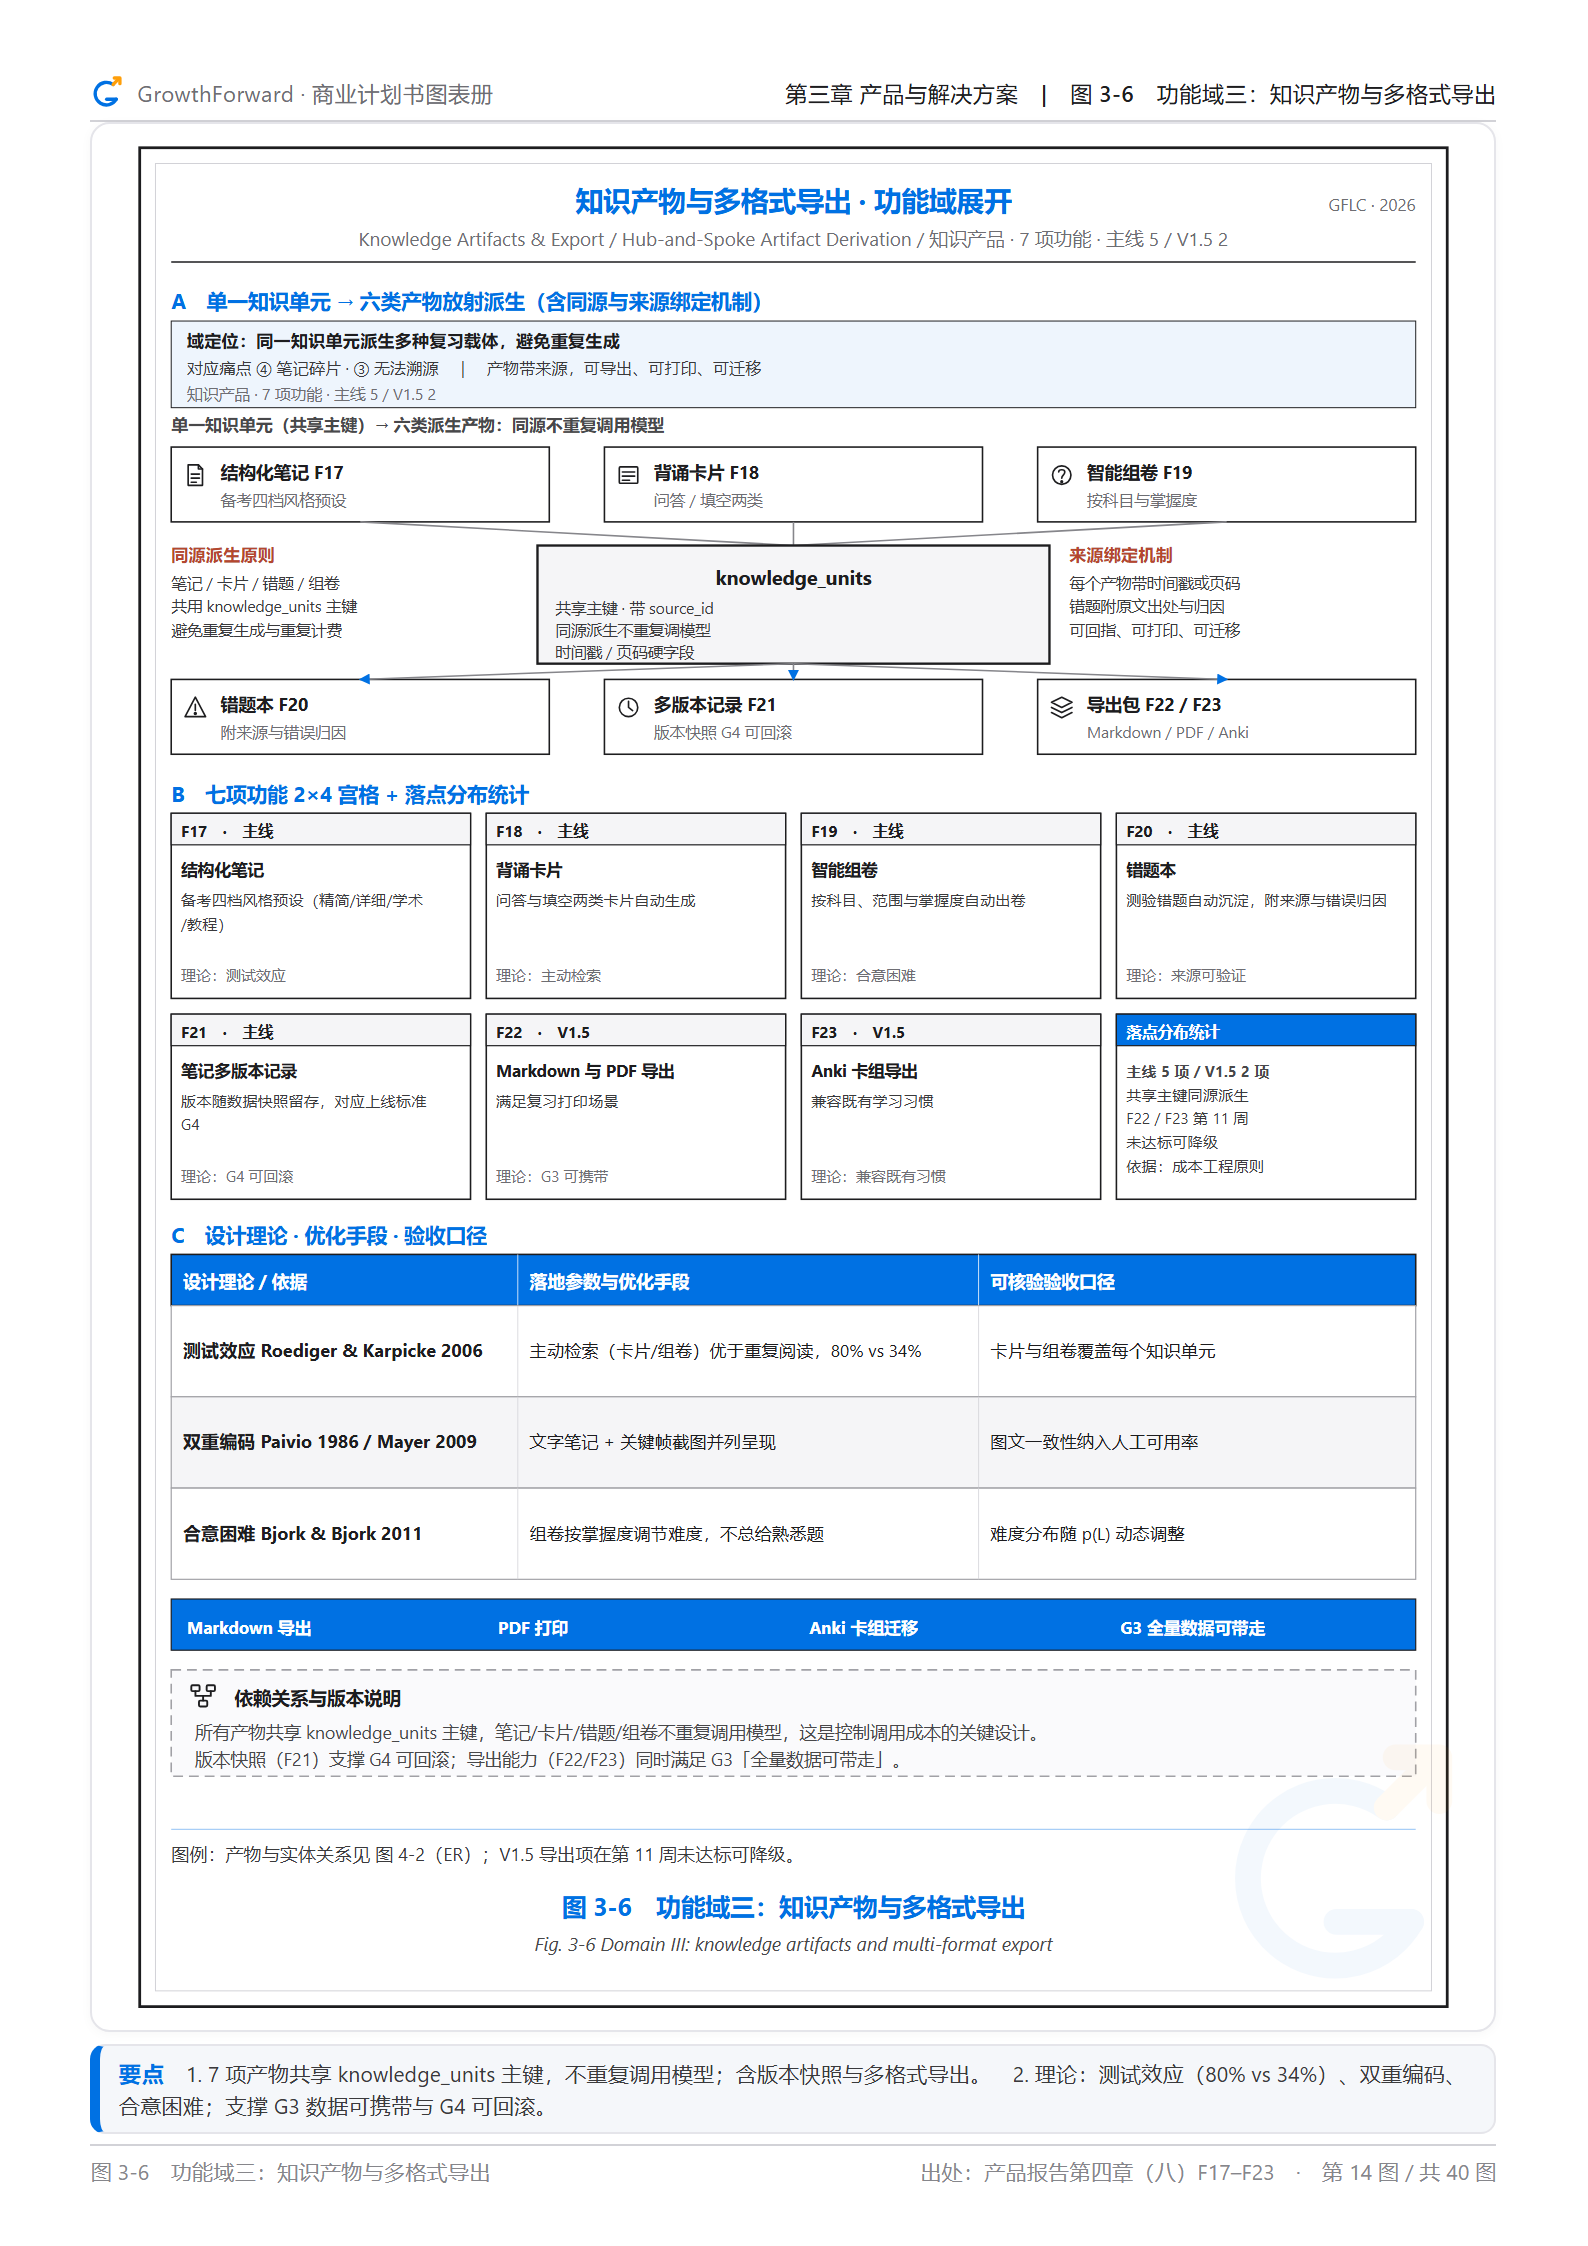 GrowthForward · 商业计划书图表册
第三章 产品与解决方案 | 图 3-6 功能域三：知识产物与多格式导出
知识产物与多格式导出 · 功能域展开
GFLC · 2026
Knowledge Artifacts & Export / Hub-and-Spoke Artifact Derivation / 知识产品 · 7 项功能 · 主线 5 / V1.5 2
A 单一知识单元 → 六类产物放射派生（含同源与来源绑定机制）
域定位：同一知识单元派生多种复习载体，避免重复生成
对应痛点 ④ 笔记碎片 · ③ 无法溯源 | 产物带来源，可导出、可打印、可迁移
知识产品 · 7 项功能 · 主线 5 / V1.5 2
单一知识单元（共享主键）→ 六类派生产物：同源不重复调用模型
结构化笔记 F17
备考四档风格预设
背诵卡片 F18
问答 / 填空两类
智能组卷 F19
按科目与掌握度
同源派生原则
笔记 / 卡片 / 错题 / 组卷
共用 knowledge_units 主键
避免重复生成与重复计费
knowledge_units
共享主键 · 带 source_id
同源派生不重复调模型
时间戳 / 页码硬字段
来源绑定机制
每个产物带时间戳或页码
错题附原文出处与归因
可回指、可打印、可迁移
错题本 F20
附来源与错误归因
多版本记录 F21
版本快照 G4 可回滚
导出包 F22 / F23
Markdown / PDF / Anki
B 七项功能 2×4 宫格 + 落点分布统计
F17 · 主线
结构化笔记
备考四档风格预设（精简/详细/学术
/教程）
理论：测试效应
F18 · 主线
背诵卡片
问答与填空两类卡片自动生成
理论：主动检索
F19 · 主线
智能组卷
按科目、范围与掌握度自动出卷
理论：合意困难
F20 · 主线
错题本
测验错题自动沉淀，附来源与错误归因
理论：来源可验证
F21 · 主线
笔记多版本记录
版本随数据快照留存，对应上线标准
G4
理论：G4 可回滚
F22 · V1.5
Markdown 与 PDF 导出
满足复习打印场景
理论：G3 可携带
F23 · V1.5
Anki 卡组导出
兼容既有学习习惯
理论：兼容既有习惯
落点分布统计
主线 5 项 / V1.5 2 项
共享主键同源派生
F22 / F23 第 11 周
未达标可降级
依据：成本工程原则
C 设计理论 · 优化手段 · 验收口径
设计理论 / 依据 落地参数与优化手段 可核验验收口径
测试效应 Roediger & Karpicke 2006 主动检索（卡片/组卷）优于重复阅读，80% vs 34% 卡片与组卷覆盖每个知识单元
双重编码 Paivio 1986 / Mayer 2009 文字笔记 + 关键帧截图并列呈现 图文一致性纳入人工可用率
合意困难 Bjork & Bjork 2011 组卷按掌握度调节难度，不总给熟悉题 难度分布随 p(L) 动态调整
Markdown 导出 PDF 打印 Anki 卡组迁移 G3 全量数据可带走
依赖关系与版本说明
所有产物共享 knowledge_units 主键，笔记/卡片/错题/组卷不重复调用模型，这是控制调用成本的关键设计。
版本快照（F21）支撑 G4 可回滚；导出能力（F22/F23）同时满足 G3「全量数据可带走」。
图例：产物与实体关系见 图 4-2（ER）；V1.5 导出项在第 11 周未达标可降级。
图 3-6 功能域三：知识产物与多格式导出
Fig. 3-6 Domain III: knowledge artifacts and multi-format export
要点 1. 7 项产物共享 knowledge_units 主键，不重复调用模型；含版本快照与多格式导出。 2. 理论：测试效应（80% vs 34%）、双重编码、
合意困难；支撑 G3 数据可携带与 G4 可回滚。
图 3-6 功能域三：知识产物与多格式导出
出处：产品报告第四章（八）F17–F23 · 第 14 图 / 共 40 图